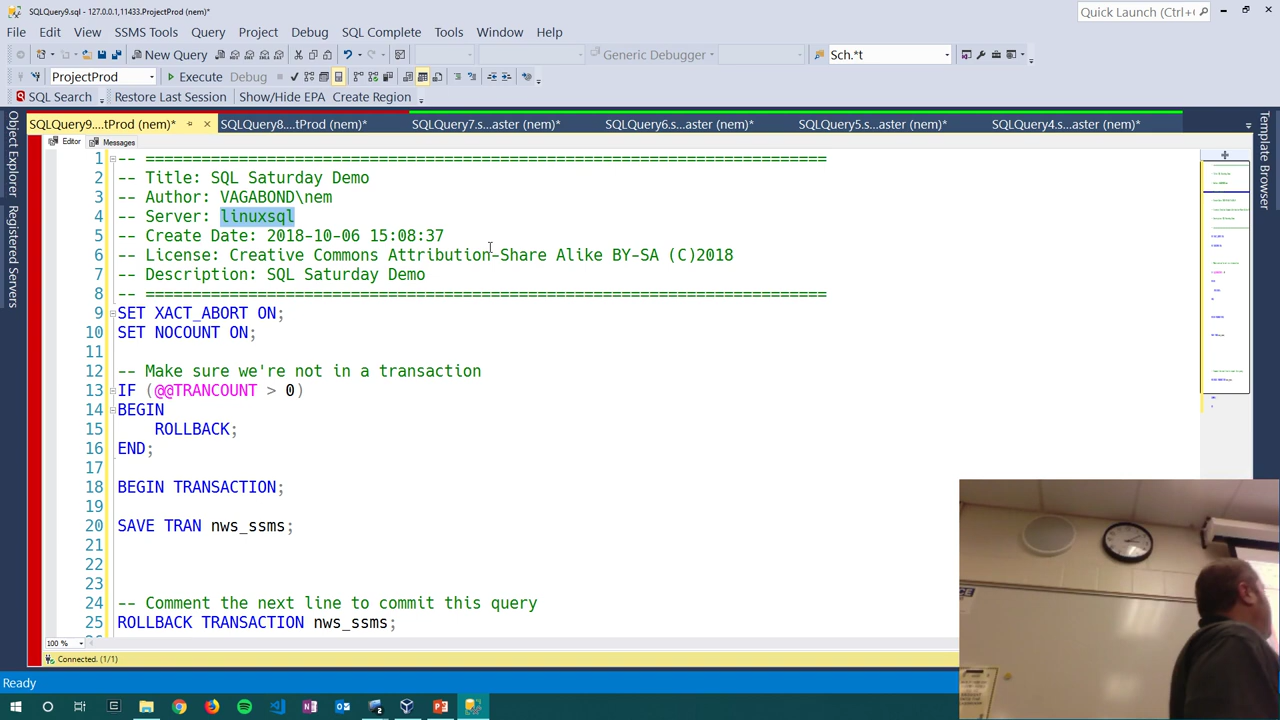 SQLQuery9.sql - 127.0.0.1,11433.ProjectProd (nem)*
Quick Launch (Ctrl+
File Edit View SSMS Tools Query Project Debug SQL Complete Tools Window Help
New Query Generic Debugger Sch.*t
ProjectProd Execute Debug
SQL Search Restore Last Session Show/Hide EPA Create Region
SQLQuery9....tProd (nem)* SQLQuery8....tProd (nem)* SQLQuery7.s...aster (nem)* SQLQuery6.s...aster (nem)* SQLQuery5.s...aster (nem)* SQLQuery4.s...aster (nem)*
Object Explorer
Registered Servers
Template Browser
Editor Messages
1 -- =========================================================================
2 -- Title: SQL Saturday Demo
3 -- Author: VAGABOND\nem
4 -- Server: linuxsql
5 -- Create Date: 2018-10-06 15:08:37
6 -- License: Creative Commons Attribution-Share Alike BY-SA (C)2018
7 -- Description: SQL Saturday Demo
8 -- =========================================================================
9 SET XACT_ABORT ON;
10 SET NOCOUNT ON;
11
12 -- Make sure we're not in a transaction
13 IF (@@TRANCOUNT > 0)
14 BEGIN
15 ROLLBACK;
16 END;
17
18 BEGIN TRANSACTION;
19
20 SAVE TRAN nws_ssms;
21
22
23
24 -- Comment the next line to commit this query
25 ROLLBACK TRANSACTION nws_ssms;
100 %
Connected. (1/1)
Ready